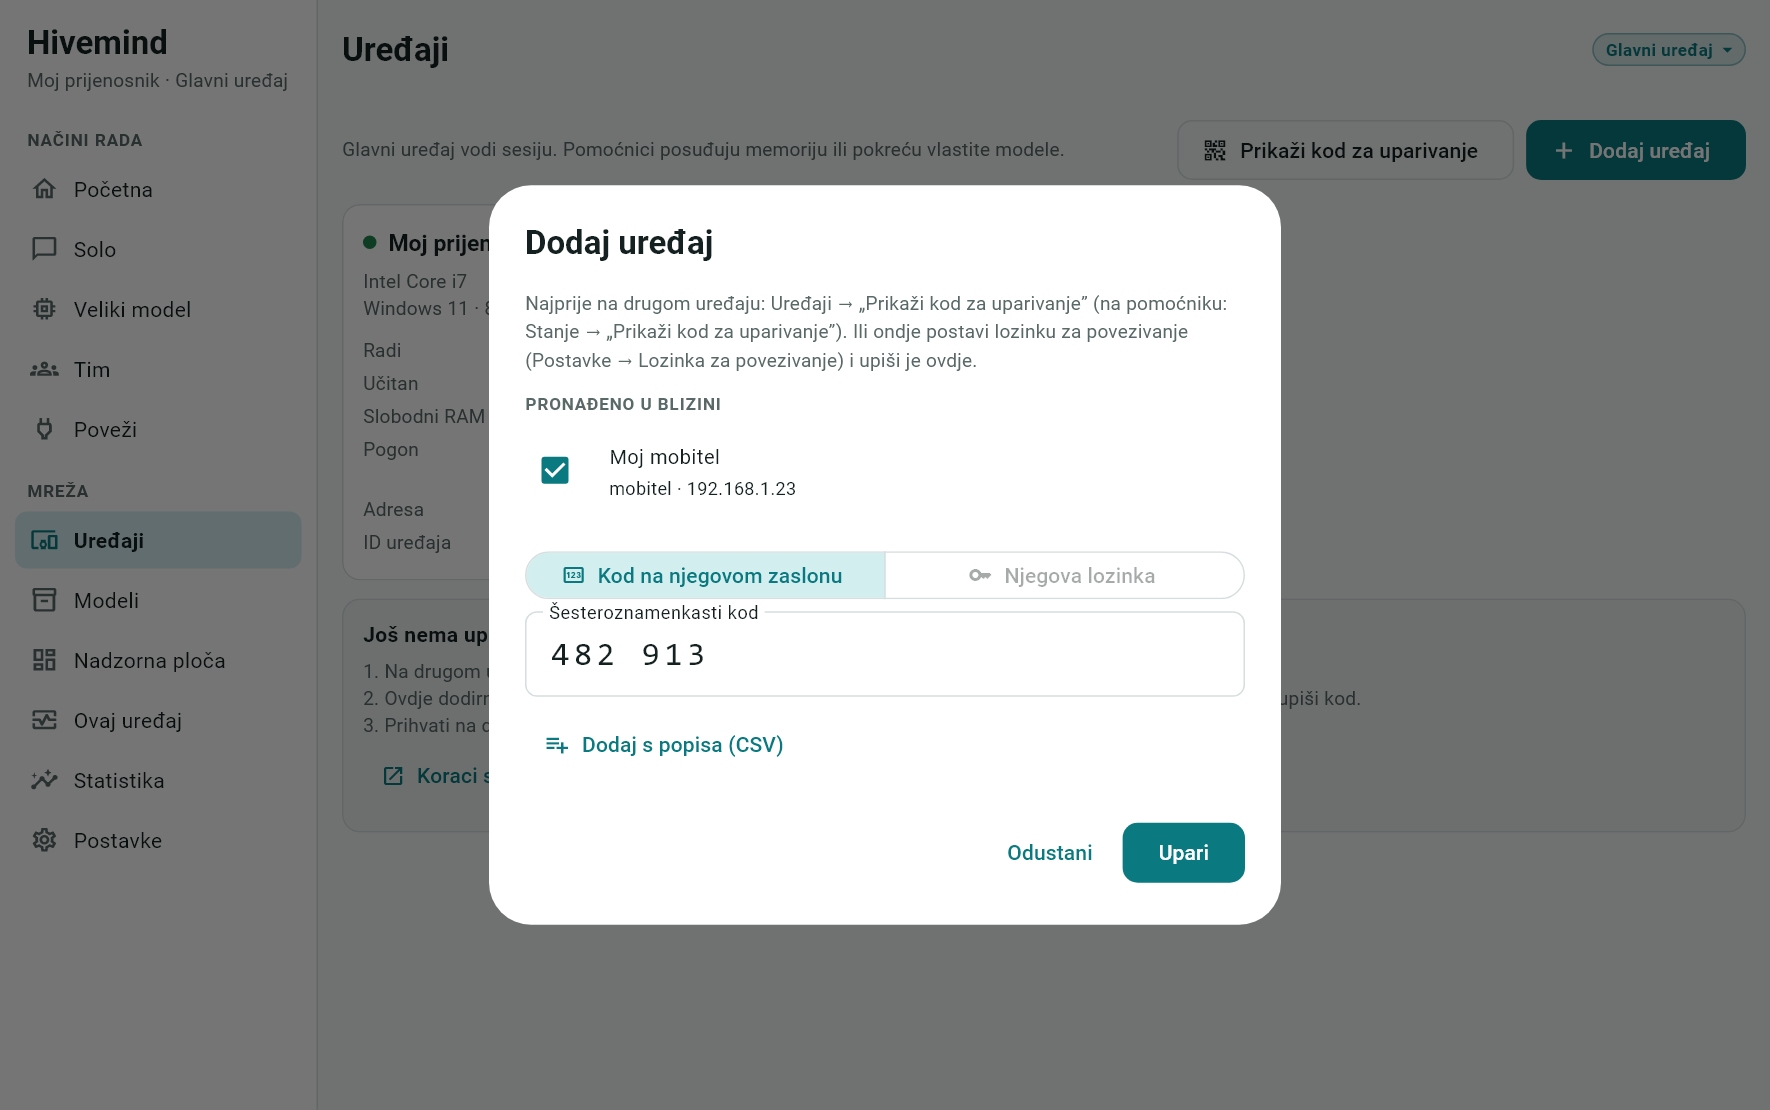 Hivemind
Moj prijenosnik · Glavni uređaj
NAČINI RADA
Početna
Solo
Veliki model
Tim
Poveži
MREŽA
Uređaji
Modeli
Nadzorna ploča
Ovaj uređaj
Statistika
Postavke
Uređaji
Glavni uređaj
Glavni uređaj vodi sesiju. Pomoćnici posuđuju memoriju ili pokreću vlastite modele.
Prikaži kod za uparivanje
Dodaj uređaj
Moj
Intel Core i7
Windows 11 ·
Radi
Učitan
Slobodni RAM
Pogon
Adresa
ID uređaja
Još nema
1. Na drugom
2. Ovdje
upiši kod.
3. Prihvati na
Koraci
Dodaj uređaj
Najprije na drugom uređaju: Uređaji → „Prikaži kod za uparivanje” (na pomoćniku:
Stanje → „Prikaži kod za uparivanje”). Ili ondje postavi lozinku za povezivanje
(Postavke → Lozinka za povezivanje) i upiši je ovdje.
PRONAĐENO U BLIZINI
Moj mobitel
mobitel · 192.168.1.23
Kod na njegovom zaslonu
Njegova lozinka
Šesteroznamenkasti kod
482 913
Dodaj s popisa (CSV)
Odustani
Upari